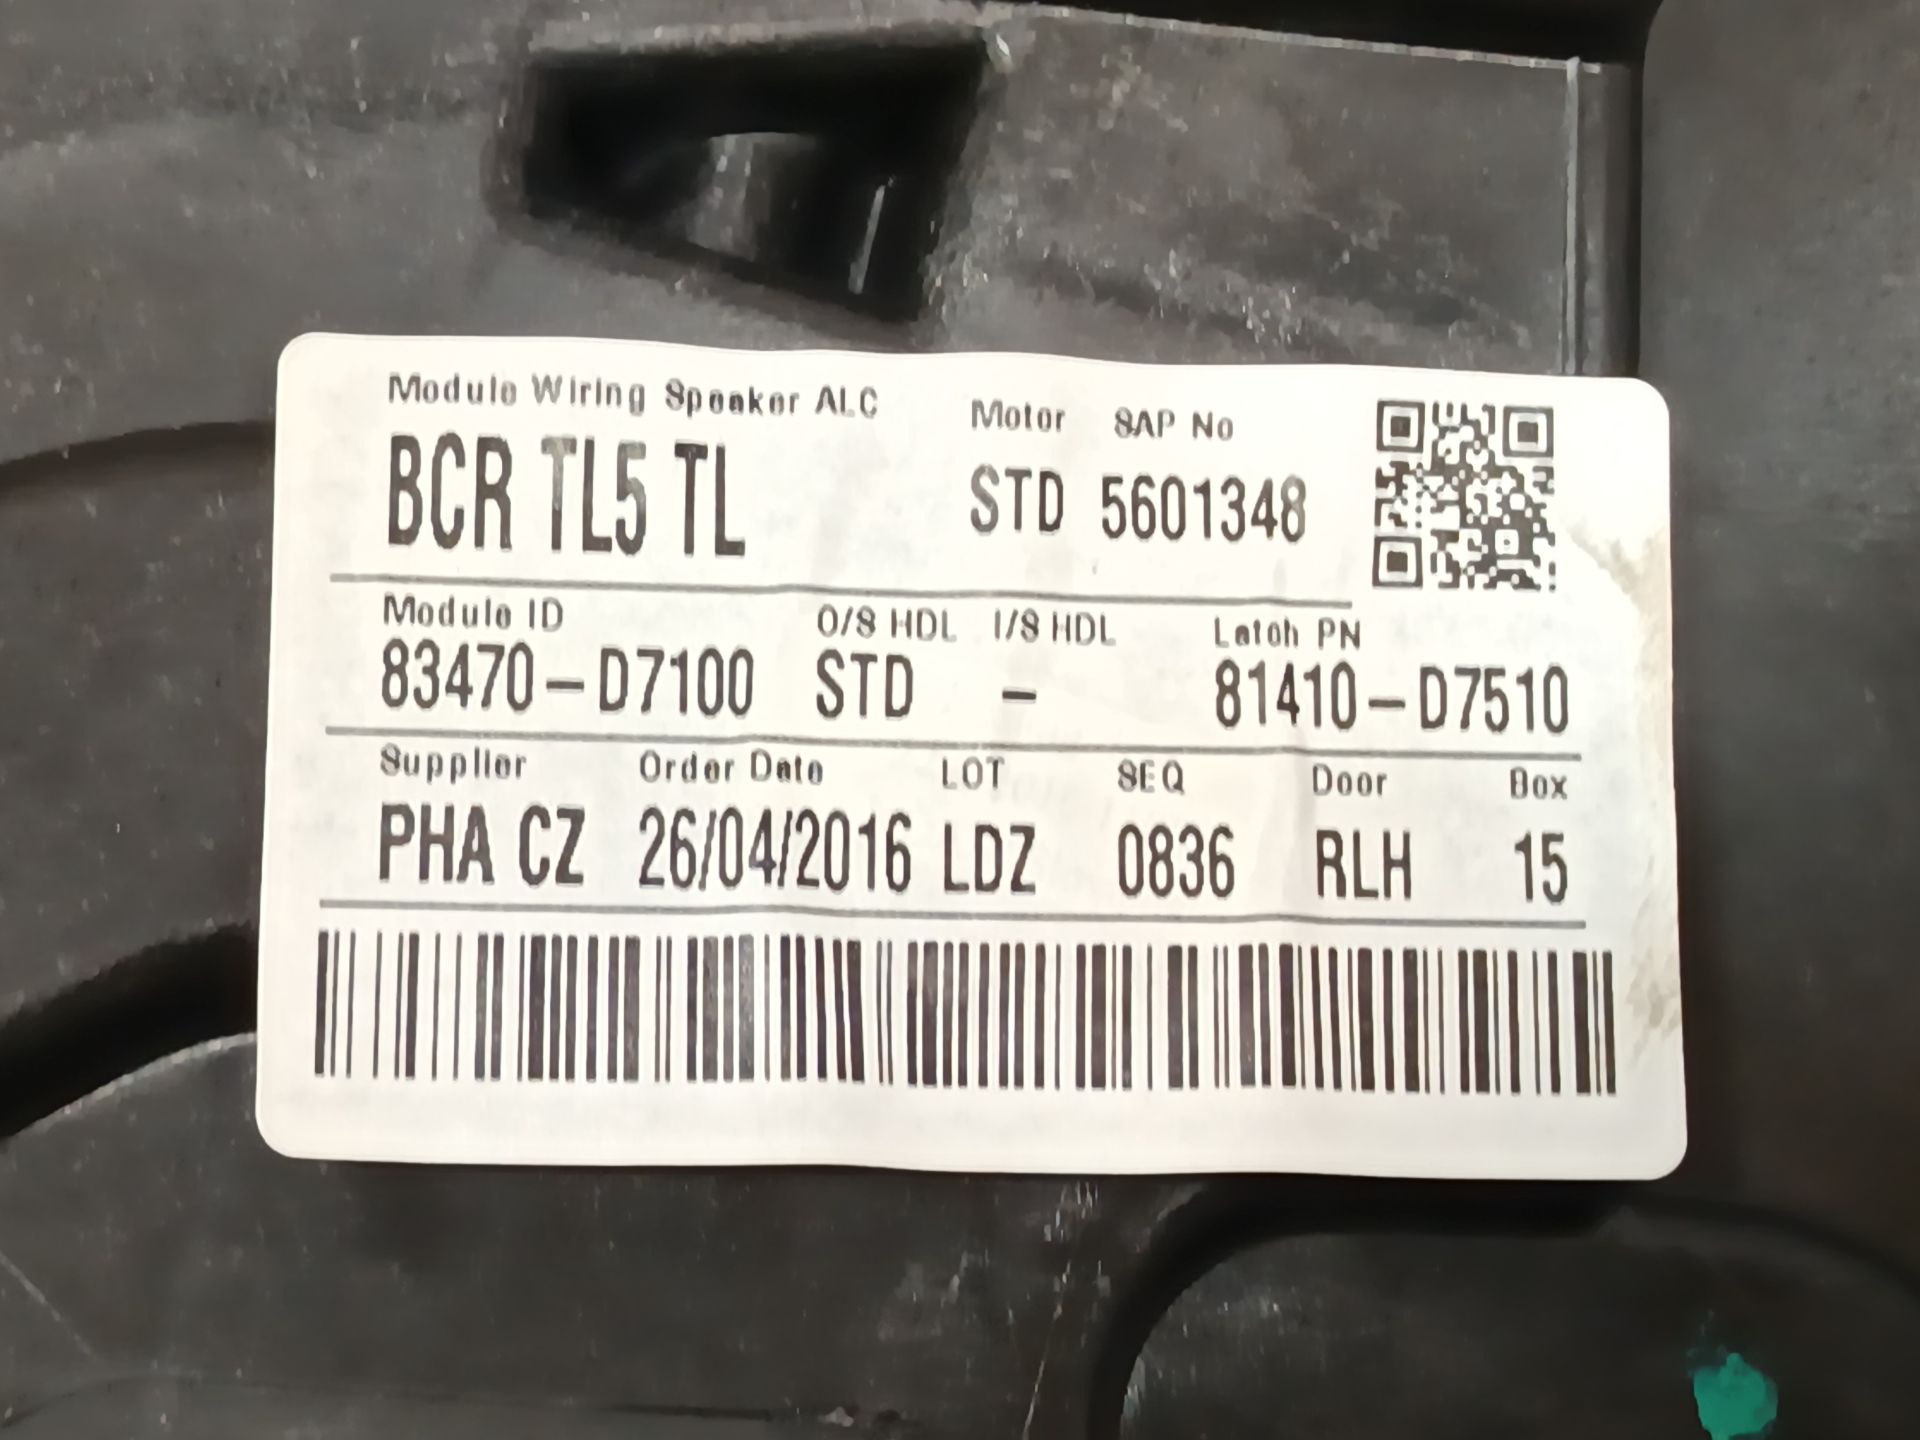 Module Wiring Speaker ALC Motor SAP No
BCR TL5 TL STD 5601348
Module ID O/S HDL I/S HDL Latch PN
83470-D7100 STD - 81410-D7510
Supplier Order Date LOT SEQ Door Box
PHA CZ 26/04/2016 LDZ 0836 RLH 15